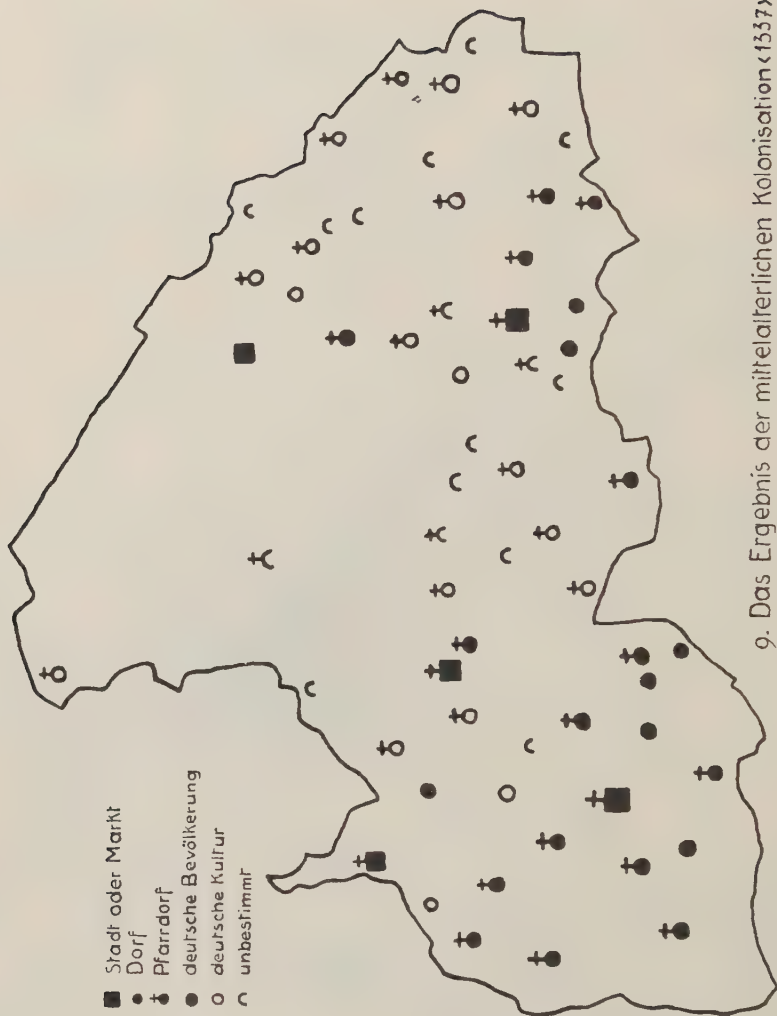 Stadt oder Markt
Dorf
Pfarrdorf
deutsche Bevölkerung
deutsche Kultur
unbestimmt
9. Das Ergebnis der mittelalterlichen Kolonisation <1337>